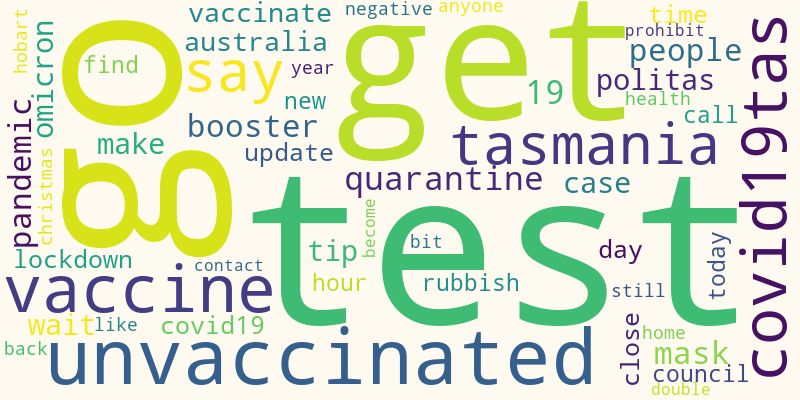 vaccinate
negative
anyone
time
hobart
omicron
go
australia
get
prohibit
people
covid19tas
find
say
year
politas
19
health
new
call
booster
tasmania
make
update
pandemic
christmas
quarantine
case
test
become
tip
bit
day
today
lockdown
contact
vaccine
hour
rubbish
still
wait
like
covid19
close
home
back
unvaccinated
mask
council
double